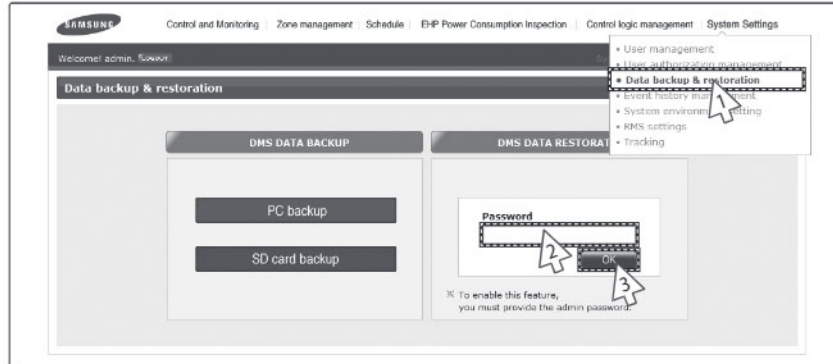 SAMSUNG
Control and Monitoring Zone management Schedule EHP Power Consumption Inspection Control logic management System Settings
Welcome! admin.
• User management
• User authorization management
• Data backup & restoration
• Event history management
• System environment setting
• RMS settings
• Tracking
Data backup & restoration
DMS DATA BACKUP
DMS DATA RESTORAT
PC backup
SD card backup
Password
OK
※ To enable this feature,
you must provide the admin password.
1
2
3